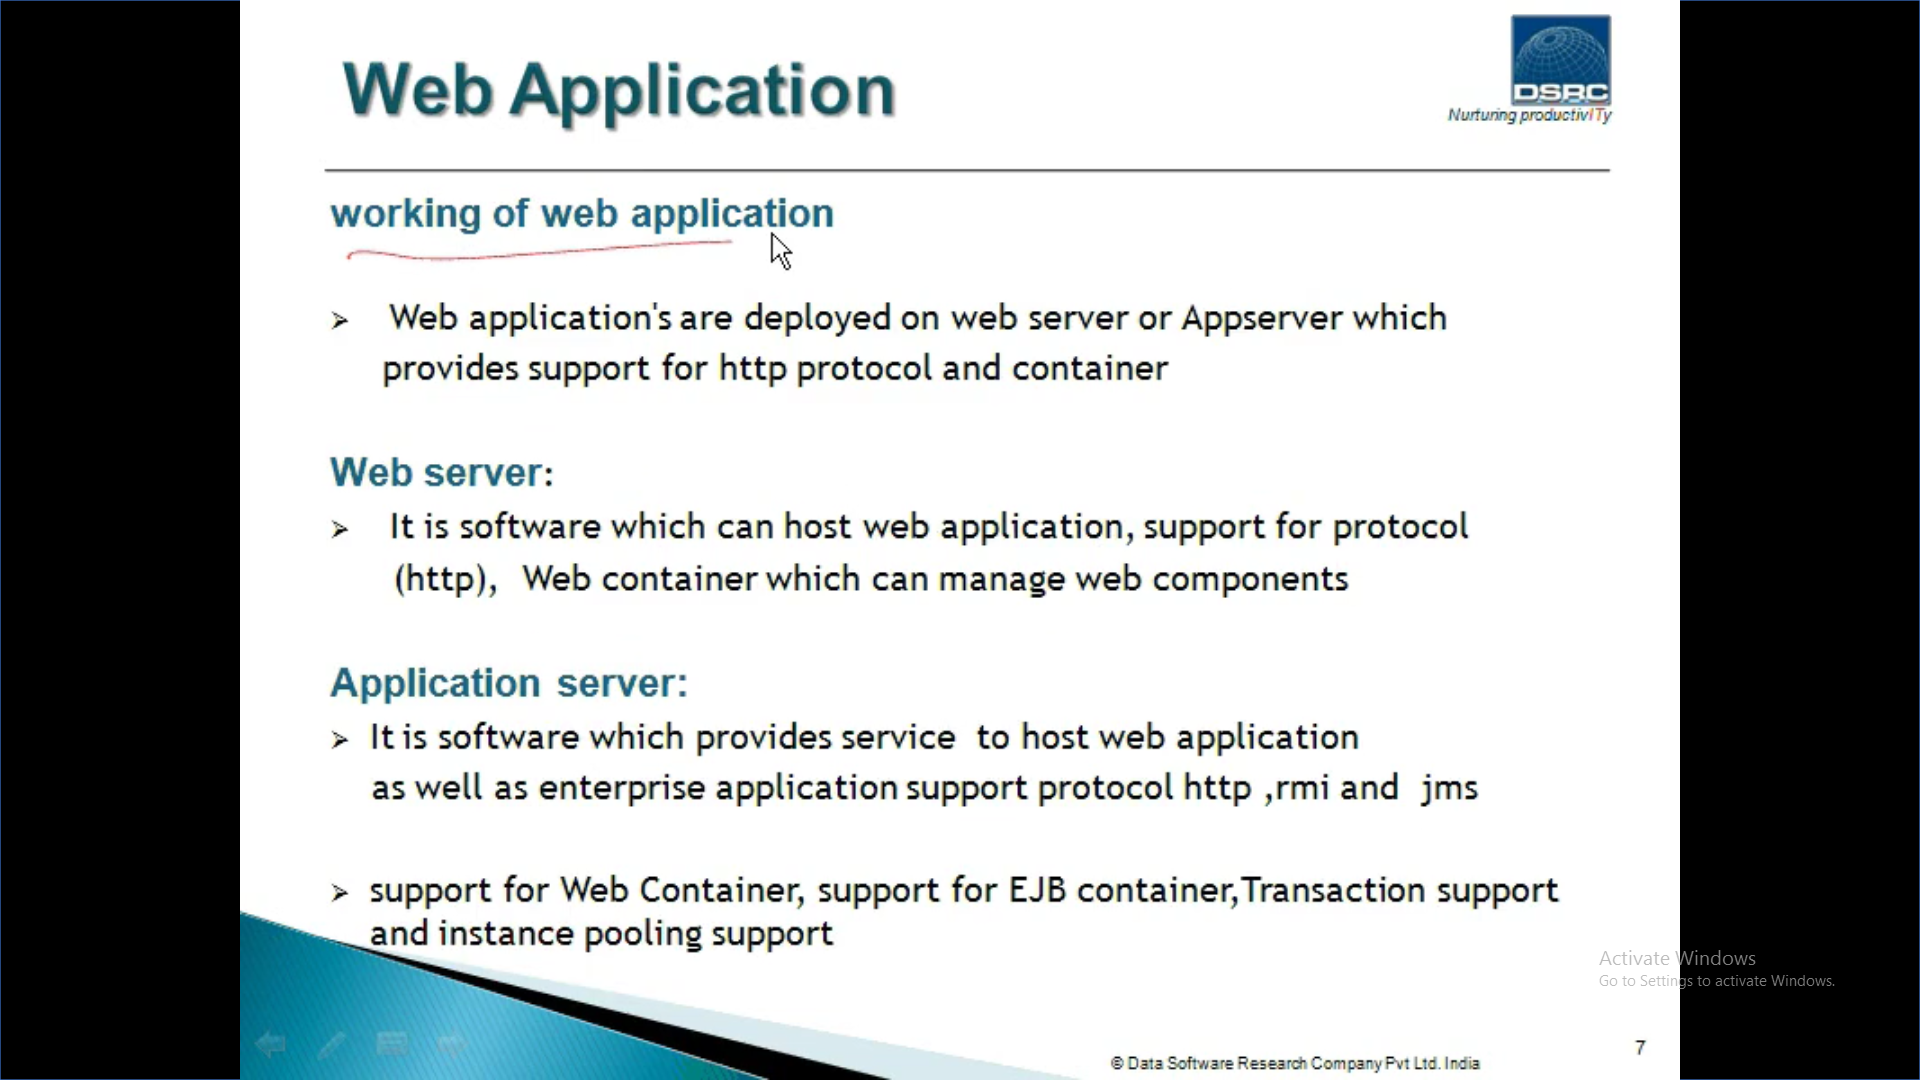 Web Application
DSRC
Nurturing productivITy
working of web application
➢ Web application's are deployed on web server or Appserver which
provides support for http protocol and container
Web server:
➢ It is software which can host web application, support for protocol
(http), Web container which can manage web components
Application server:
➢ It is software which provides service to host web application
as well as enterprise application support protocol http ,rmi and jms
➢ support for Web Container, support for EJB container,Transaction support
and instance pooling support
Activate Windows
Go to Settings to activate Windows.
7
© Data Software Research Company Pvt Ltd. India